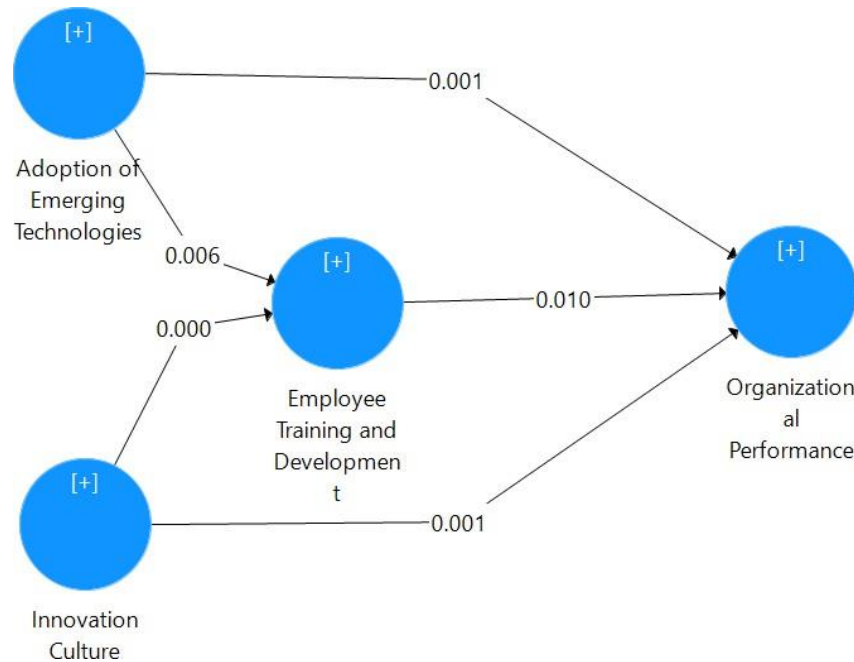 [+]
Adoption of
Emerging
Technologies
0.001
0.006
[+]
Employee
Training and
Developmen
t
0.000
0.010
[+]
Organization
al
Performance
[+]
Innovation
Culture
0.001